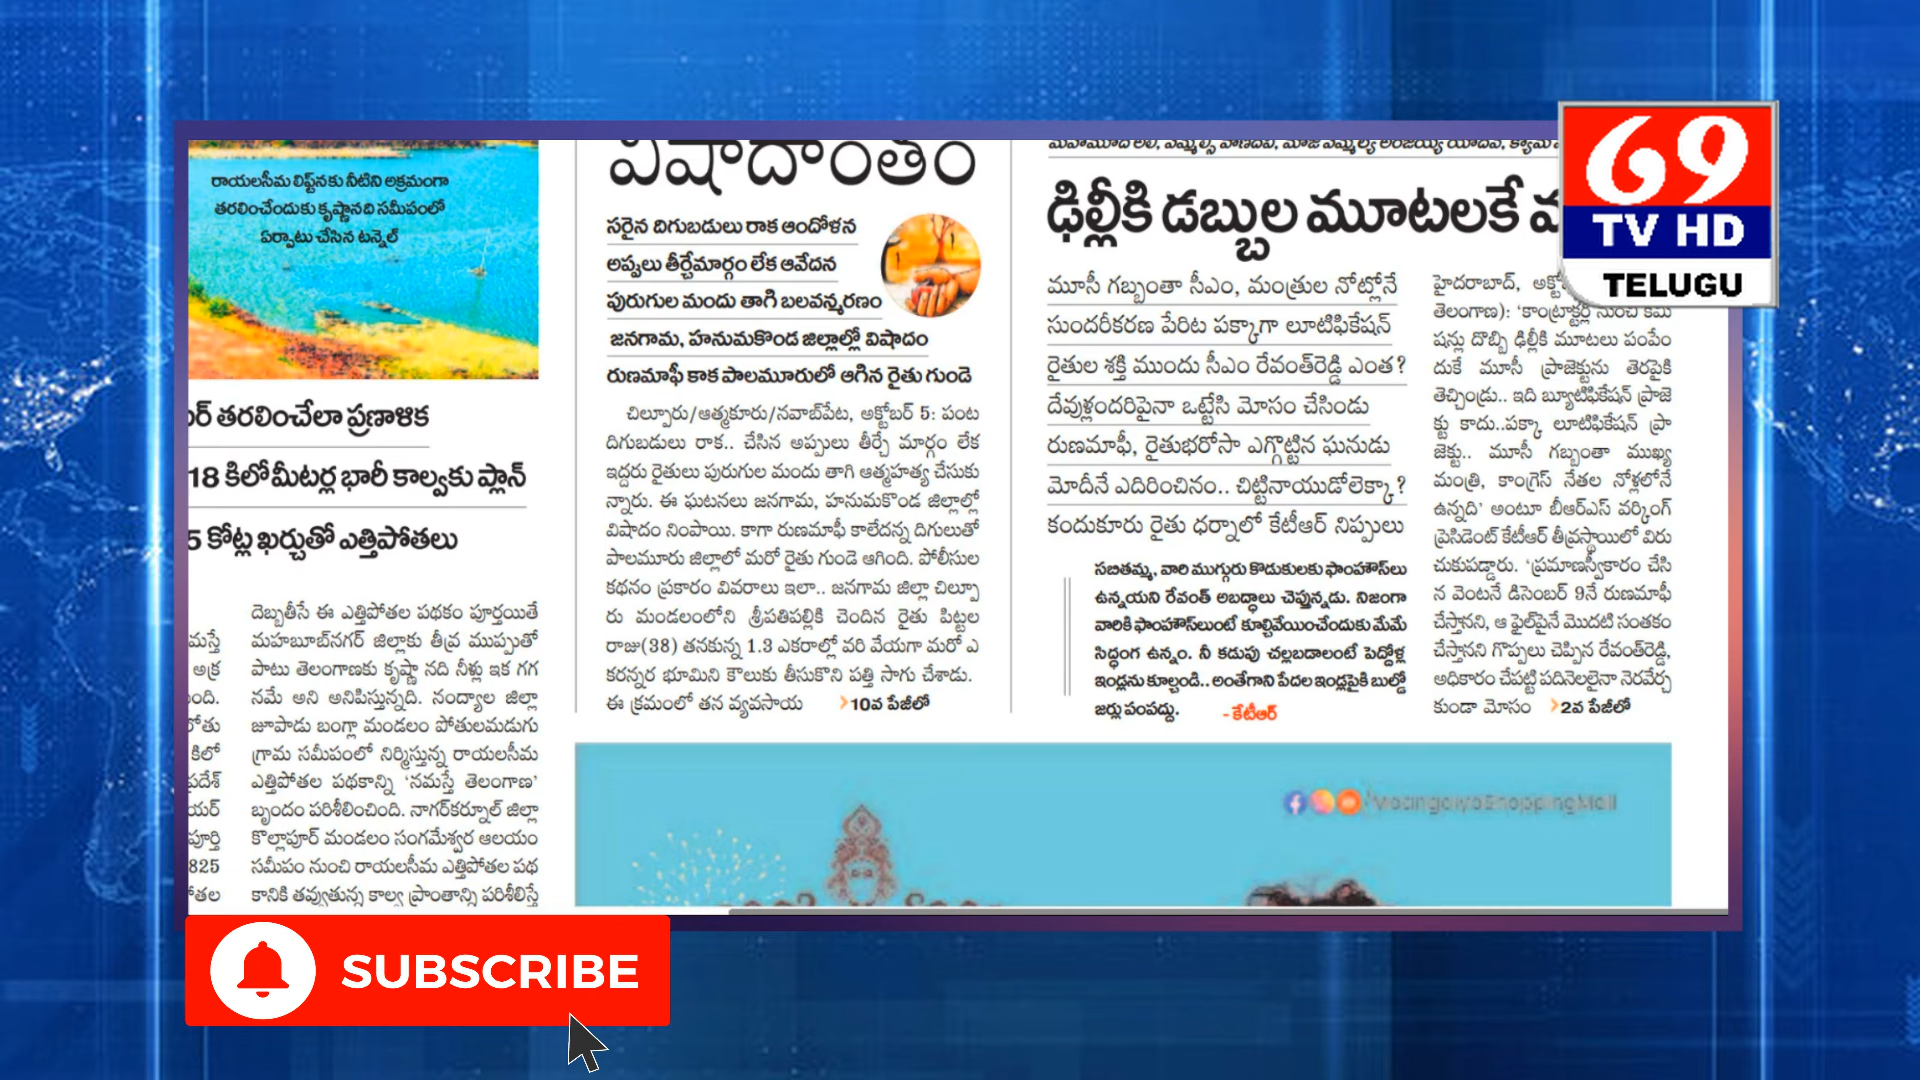 రాయలసీమ లిఫ్ట్‌నకు నీటిని అక్రమంగా
తరలించేందుకు కృష్ణానది సమీపంలో
ఏర్పాటు చేసిన టన్నెల్
తరలించేలా ప్రణాళిక
18 కిలోమీటర్ల భారీ కాల్వకు ప్లాన్
5 కోట్ల ఖర్చుతో ఎత్తిపోతలు
మస్తే
అక్ర
కిలో
825
దెబ్బతీసే ఈ ఎత్తిపోతల పథకం పూర్తయితే
మహబూబ్‌నగర్ జిల్లాకు తీవ్ర ముప్పుతో
పాటు తెలంగాణకు కృష్ణా నది నీళ్లు ఇక గగ
నమే అని అనిపిస్తున్నది. నంద్యాల జిల్లా
జూపాడు బంగ్లా మండలం పోతులమడుగు
గ్రామ సమీపంలో నిర్మిస్తున్న రాయలసీమ
ఎత్తిపోతల పథకాన్ని ‘నమస్తే తెలంగాణ’
బృందం పరిశీలించింది. నాగర్‌కర్నూల్ జిల్లా
కొల్లాపూర్ మండలం సంగమేశ్వర ఆలయం
సమీపం నుంచి రాయలసీమ ఎత్తిపోతల పథ
కానికి తవ్వుతున్న కాల్వ ప్రాంతాన్ని పరిశీలిస్తే
విషాదాంతం
సరైన దిగుబడులు రాక ఆందోళన
అప్పులు తీర్చేమార్గం లేక ఆవేదన
పురుగుల మందు తాగి బలవన్మరణం
జనగామ, హనుమకొండ జిల్లాల్లో విషాదం
రుణమాఫీ కాక పాలమూరులో ఆగిన రైతు గుండె
చిల్పూరు/ఆత్మకూరు/నవాబ్‌పేట, అక్టోబర్ 5: పంట
దిగుబడులు రాక.. చేసిన అప్పులు తీర్చే మార్గం లేక
ఇద్దరు రైతులు పురుగుల మందు తాగి ఆత్మహత్య చేసుకు
న్నారు. ఈ ఘటనలు జనగామ, హనుమకొండ జిల్లాల్లో
విషాదం నింపాయి. కాగా రుణమాఫీ కాలేదన్న దిగులుతో
పాలమూరు జిల్లాలో మరో రైతు గుండె ఆగింది. పోలీసుల
కథనం ప్రకారం వివరాలు ఇలా.. జనగామ జిల్లా చిల్పూ
రు మండలంలోని శ్రీపతిపల్లికి చెందిన రైతు పిట్టల
రాజు(38) తనకున్న 1.3 ఎకరాల్లో వరి వేయగా మరో ఎ
కరన్నర భూమిని కౌలుకు తీసుకొని పత్తి సాగు చేశాడు.
ఈ క్రమంలో తన వ్యవసాయ 10వ పేజీలో
ఢిల్లీకి డబ్బుల మూటలకే
మూసీ గబ్బంతా సీఎం, మంత్రుల నోట్లోనే
సుందరీకరణ పేరిట పక్కాగా లూటిఫికేషన్
రైతుల శక్తి ముందు సీఎం రేవంత్‌రెడ్డి ఎంత?
దేవుళ్లందరిపైనా ఒట్టేసి మోసం చేసిండు
రుణమాఫీ, రైతుభరోసా ఎగ్గొట్టిన ఘనుడు
మోదీనే ఎదిరించినం.. చిట్టినాయుడోలెక్కా?
కందుకూరు రైతు ధర్నాలో కేటీఆర్ నిప్పులు
సబితమ్మ, వారి ముగ్గురు కొడుకులకు ఫాంహౌస్‌లు
ఉన్నయని రేవంత్ అబద్ధాలు చెప్తున్నడు. నిజంగా
వారికి ఫాంహౌస్‌లుంటే కూల్చివేయించేందుకు మేమే
సిద్ధంగ ఉన్నం. నీ కడుపు చల్లబడాలంటే పెద్దోళ్ల
ఇండ్లను కూల్చండి.. అంతేగాని పేదల ఇండ్లపైకి బుల్డో
జర్లు పంపద్దు.
- కేటీఆర్
హైదరాబాద్,
తెలంగాణ): ‘కాంట్రాక్టర్ల నుంచి కమీ
షన్లు దొబ్బి ఢిల్లీకి మూటలు పంపేం
దుకే మూసీ ప్రాజెక్టును తెరపైకి
తెచ్చిండ్రు.. ఇది బ్యూటిఫికేషన్ ప్రాజె
క్టు కాదు..పక్కా లూటిఫికేషన్ ప్రా
జెక్టు.. మూసీ గబ్బంతా ముఖ్య
మంత్రి, కాంగ్రెస్ నేతల నోళ్లలోనే
ఉన్నది’ అంటూ బీఆర్‌ఎస్ వర్కింగ్
ప్రెసిడెంట్ కేటీఆర్ తీవ్రస్థాయిలో విరు
చుకుపడ్డారు. ‘ప్రమాణస్వీకారం చేసి
న వెంటనే డిసెంబర్ 9నే రుణమాఫీ
చేస్తానని, ఆ ఫైల్‌పైనే మొదటి సంతకం
చేస్తానని గొప్పలు చెప్పిన రేవంత్‌రెడ్డి,
అధికారం చేపట్టి పదినెలలైనా నెరవేర్చ
కుండా మోసం 2వ పేజీలో
69
TV HD
TELUGU
SUBSCRIBE